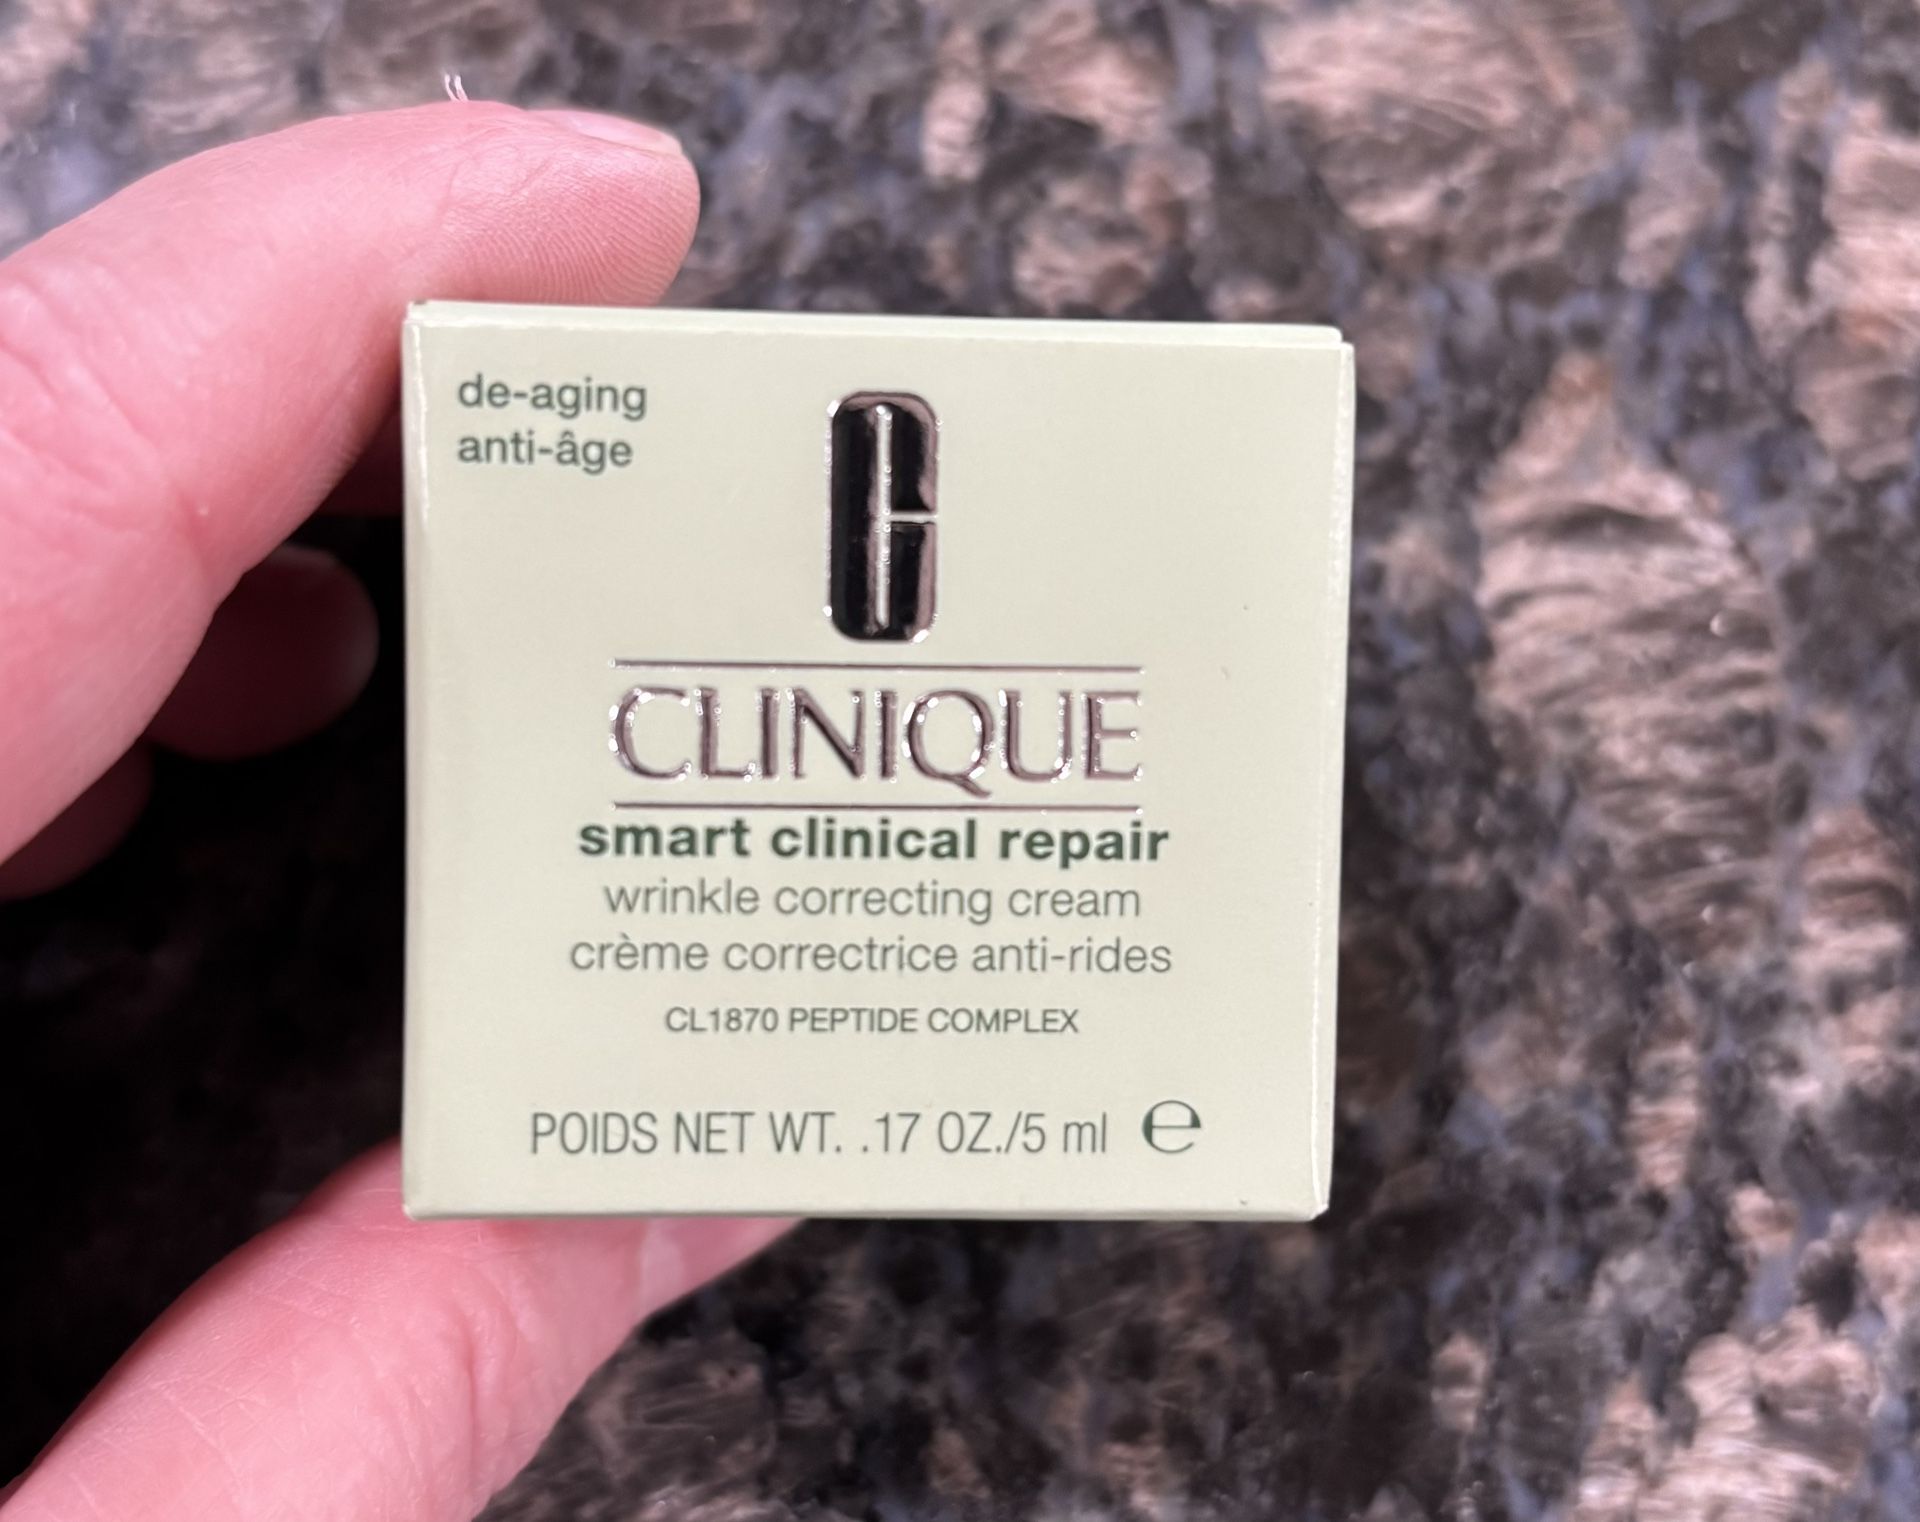 de-aging
anti-âge
C
CLINIQUE
smart clinical repair
wrinkle correcting cream
crème correctrice anti-rides
CL1870 PEPTIDE COMPLEX
POIDS NET WT. .17 OZ./5 ml ℮